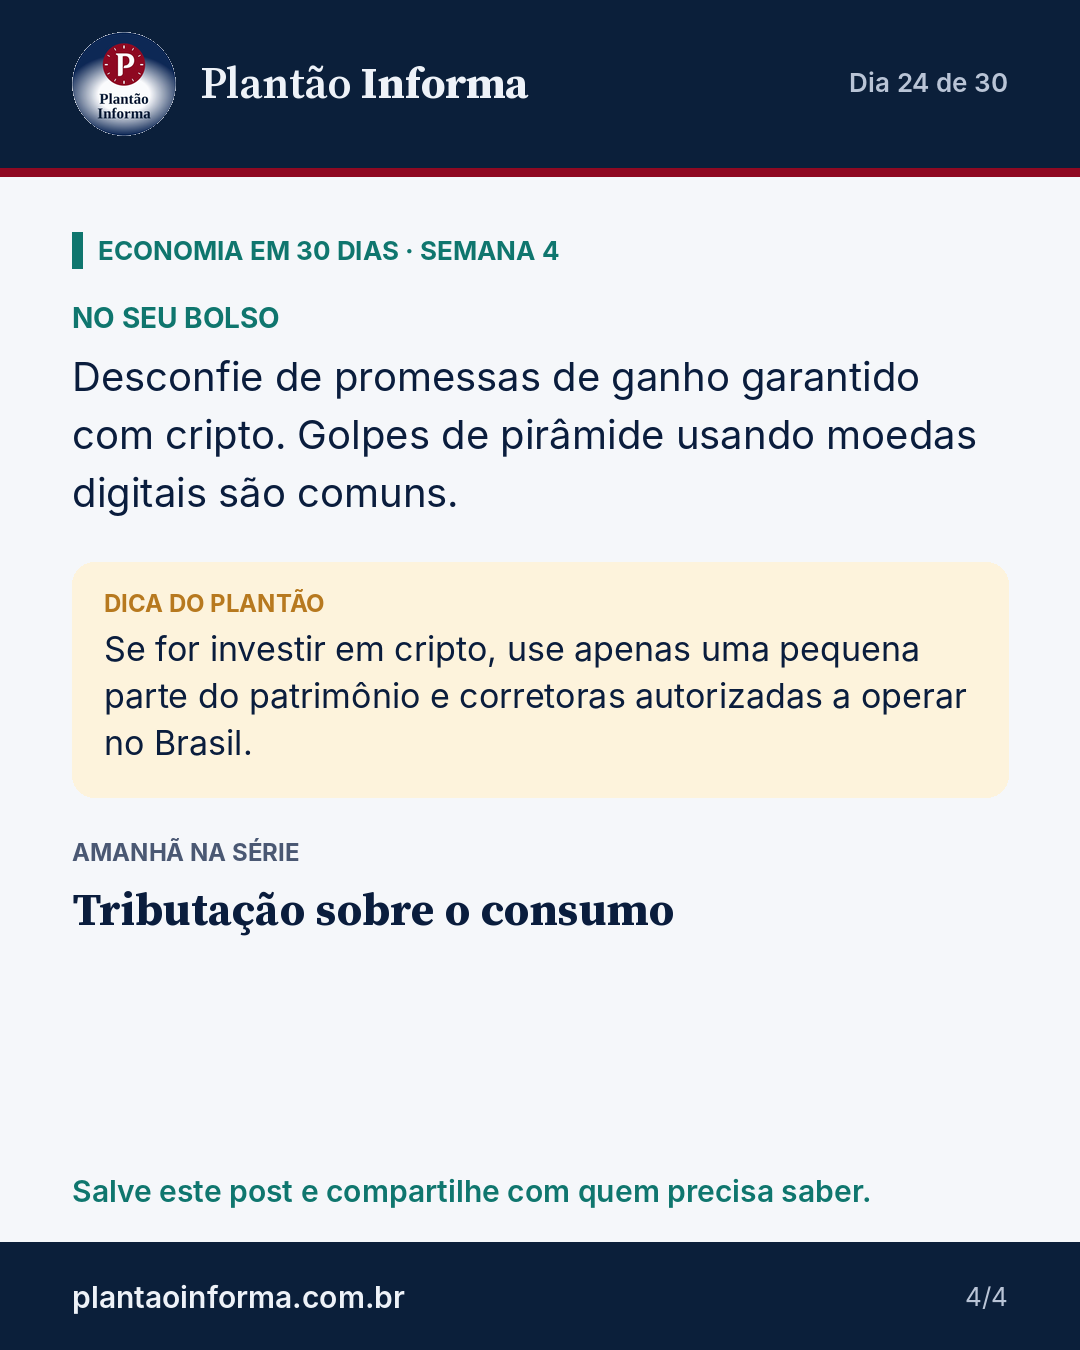 P
Plantão
Informa
Plantão Informa
Dia 24 de 30
ECONOMIA EM 30 DIAS · SEMANA 4
NO SEU BOLSO
Desconfie de promessas de ganho garantido
com cripto. Golpes de pirâmide usando moedas
digitais são comuns.
DICA DO PLANTÃO
Se for investir em cripto, use apenas uma pequena
parte do patrimônio e corretoras autorizadas a operar
no Brasil.
AMANHÃ NA SÉRIE
Tributação sobre o consumo
Salve este post e compartilhe com quem precisa saber.
plantaoinforma.com.br
4/4